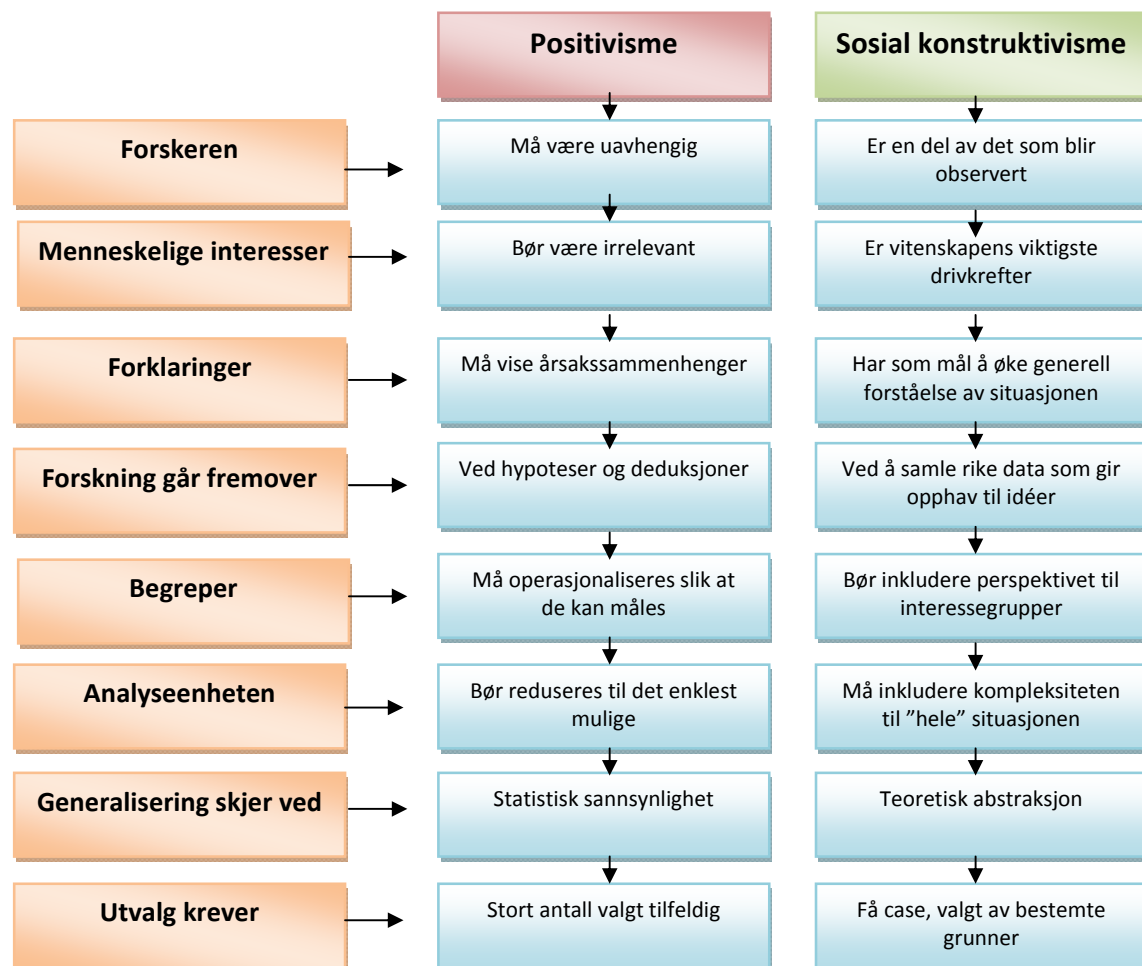 Positivisme
Sosial konstruktivisme
Forskeren
Må være uavhengig
Er en del av det som blir
observert
Menneskelige interesser
Bør være irrelevant
Er vitenskapens viktigste
drivkrefter
Forklaringer
Må vise årsakssammenhenger
Har som mål å øke generell
forståelse av situasjonen
Forskning går fremover
Ved hypoteser og deduksjoner
Ved å samle rike data som gir
opphav til idéer
Begreper
Må operasjonaliseres slik at
de kan måles
Bør inkludere perspektivet til
interessegrupper
Analyseenheten
Bør reduseres til det enklest
mulige
Må inkludere kompleksiteten
til ”hele” situasjonen
Generalisering skjer ved
Statistisk sannsynlighet
Teoretisk abstraksjon
Utvalg krever
Stort antall valgt tilfeldig
Få case, valgt av bestemte
grunner